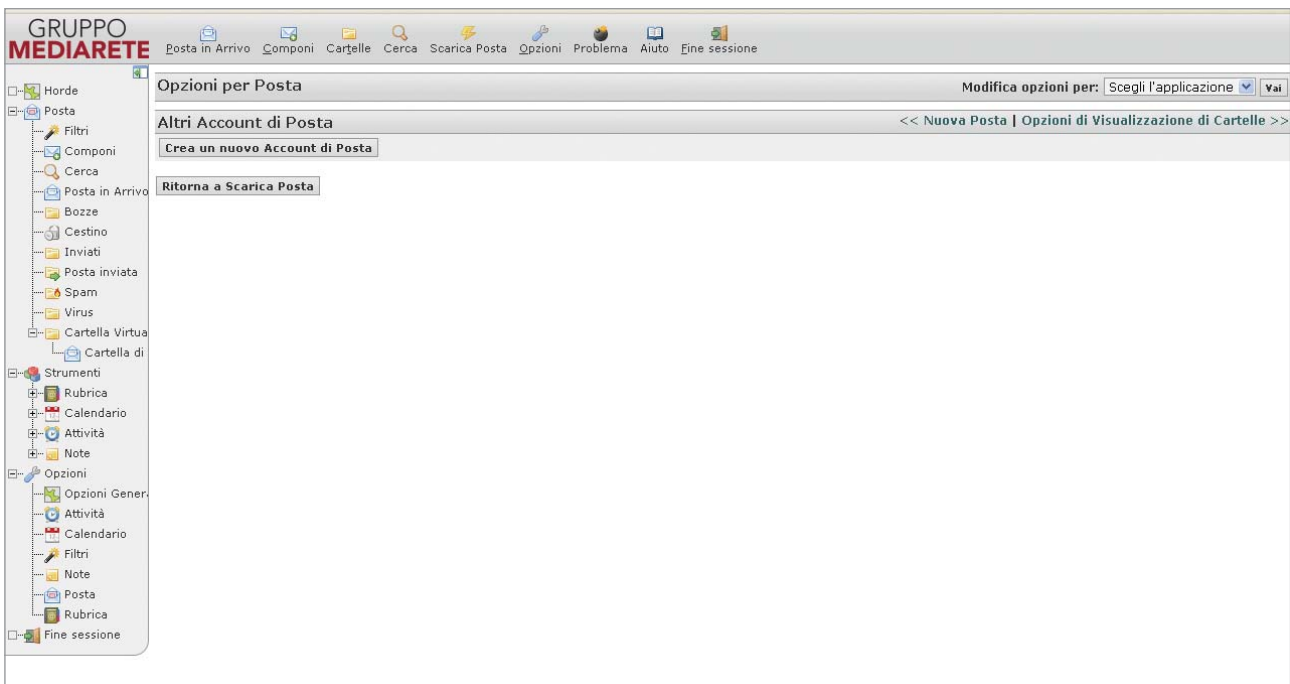 GRUPPO
MEDIARETE
Posta in Arrivo Componi Cartelle Cerca Scarica Posta Opzioni Problema Aiuto Fine sessione
Opzioni per Posta
Modifica opzioni per: Scegli l'applicazione Vai
Altri Account di Posta
<< Nuova Posta | Opzioni di Visualizzazione di Cartelle >>
Crea un nuovo Account di Posta
Ritorna a Scarica Posta
Horde
Posta
Filtri
Componi
Cerca
Posta in Arrivo
Bozze
Cestino
Inviati
Posta inviata
Spam
Virus
Cartella Virtua
Cartella di
Strumenti
Rubrica
Calendario
Attività
Note
Opzioni
Opzioni Gener
Attività
Calendario
Filtri
Note
Posta
Rubrica
Fine sessione